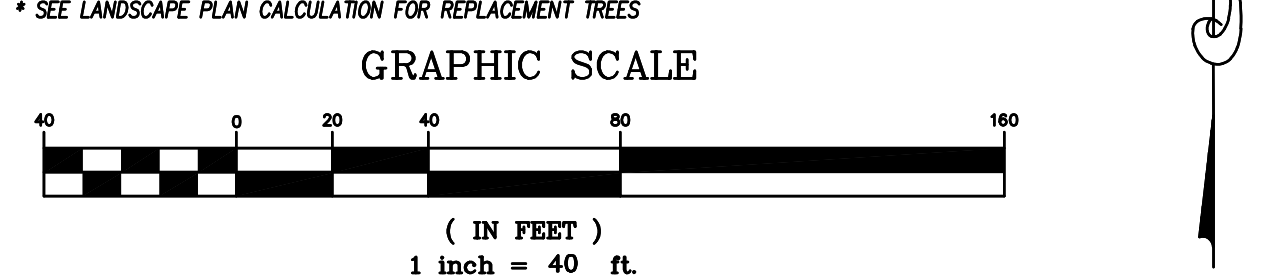 * SEE LANDSCAPE PLAN CALCULATION FOR REPLACEMENT TREES
GRAPHIC SCALE
40 0 20 40 80 160
( IN FEET )
1 inch = 40 ft.